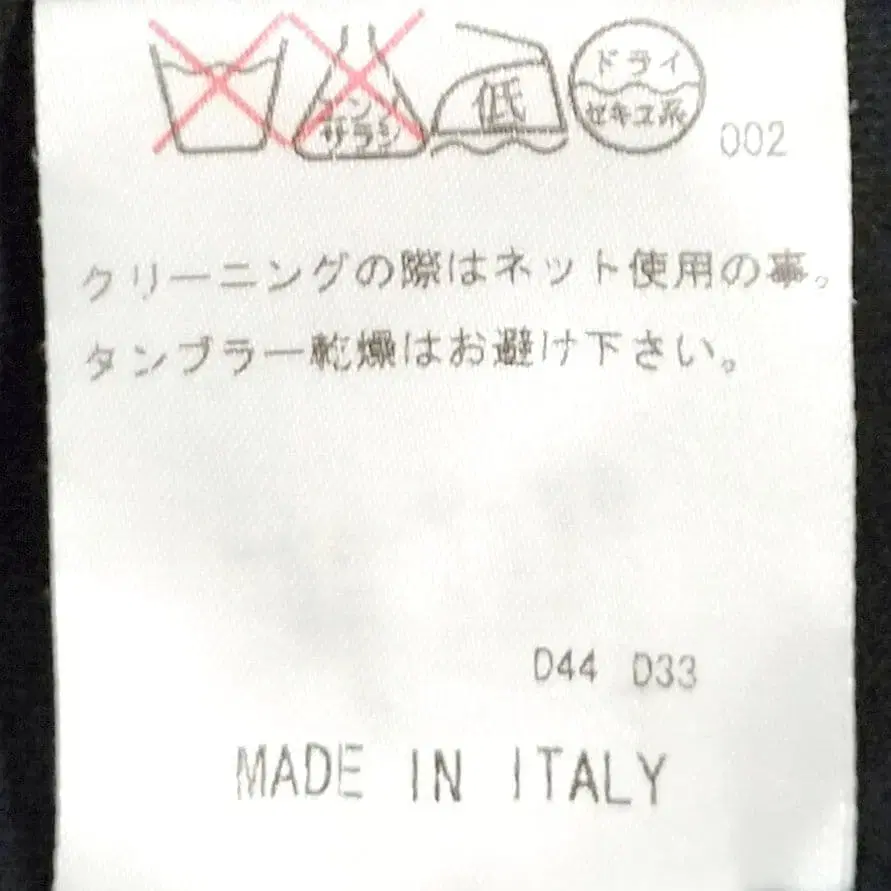 エンソ
サラシ
低
ドライ
セキユ系
002
クリーニングの際はネット使用の事。
タンブラー乾燥はお避け下さい。
D44 D33
MADE IN ITALY